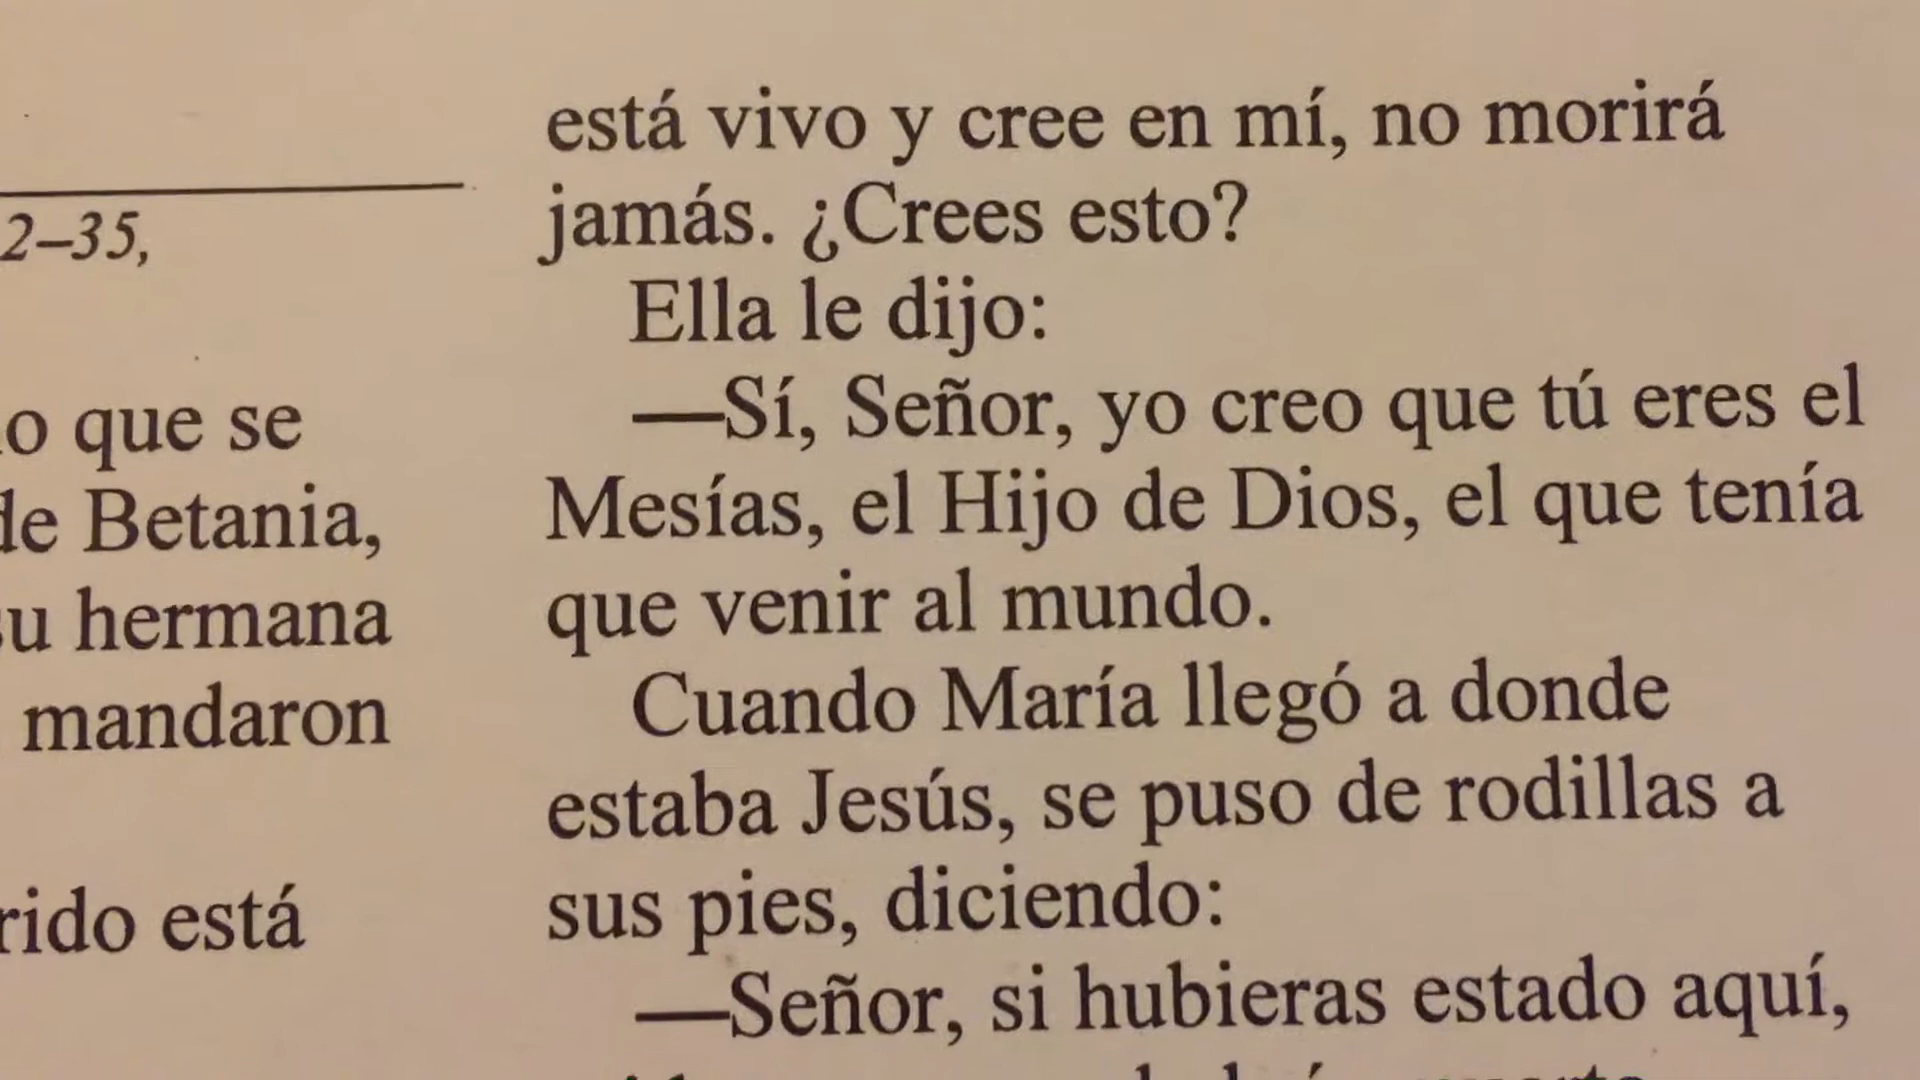 2–35,
que se
Betania,
hermana
mandaron
está
está vivo y cree en mí, no morirá
jamás. ¿Crees esto?
Ella le dijo:
—Sí, Señor, yo creo que tú eres el
Mesías, el Hijo de Dios, el que tenía
que venir al mundo.
Cuando María llegó a donde
estaba Jesús, se puso de rodillas a
sus pies, diciendo:
—Señor, si hubieras estado aquí,